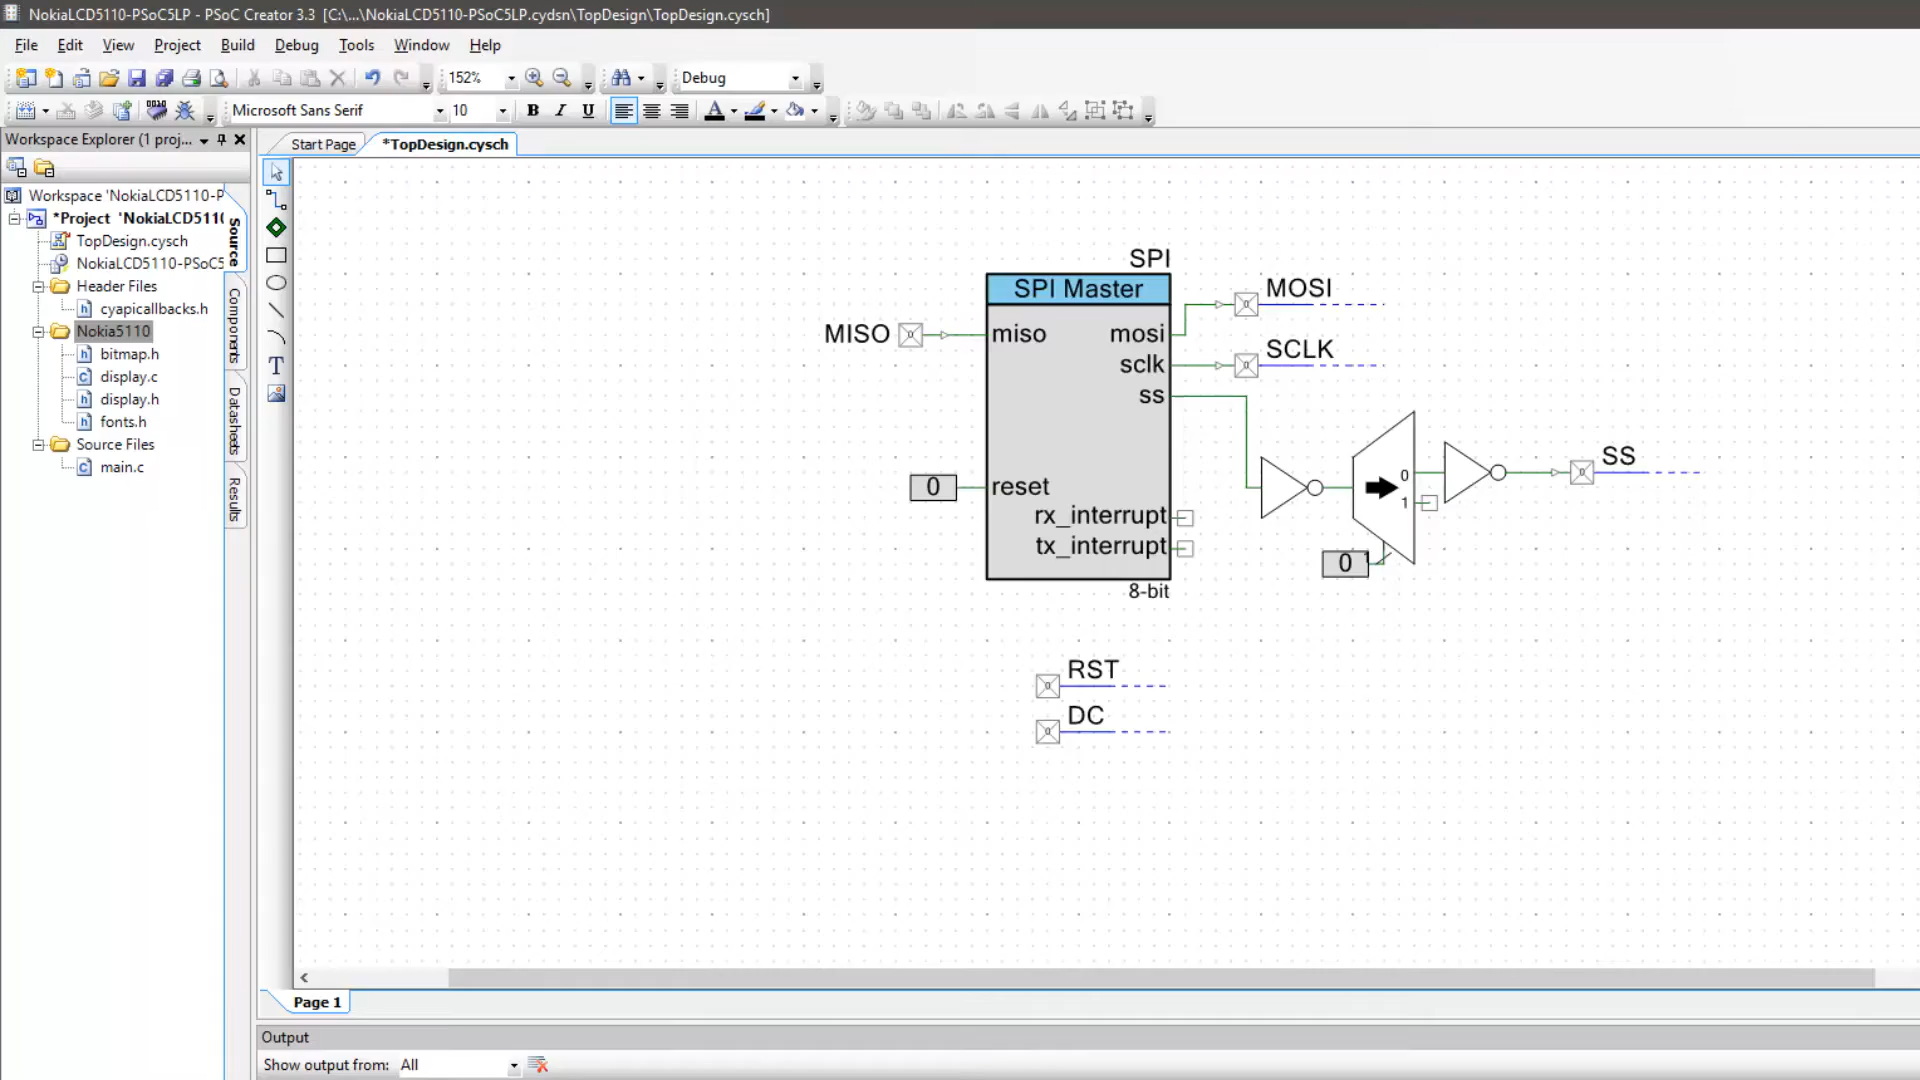 NokiaLCD5110-PSoC5LP - PSoC Creator 3.3 [C:\...\NokiaLCD5110-PSoC5LP.cydsn\TopDesign\TopDesign.cysch]
File Edit View Project Build Debug Tools Window Help
152% Debug
Microsoft Sans Serif 10 B I U A
Workspace Explorer (1 proj...
Start Page *TopDesign.cysch
Workspace 'NokiaLCD5110-P
*Project 'NokiaLCD5110
TopDesign.cysch
NokiaLCD5110-PSoC5
Header Files
cyapicallbacks.h
Nokia5110
bitmap.h
display.c
display.h
fonts.h
Source Files
main.c
Source
Components
Datasheets
Results
T
SPI
SPI Master
MISO
miso
mosi
sclk
ss
0
reset
rx_interrupt
tx_interrupt
8-bit
MOSI
SCLK
0
1
0
1
SS
RST
DC
Page 1
Output
Show output from: All